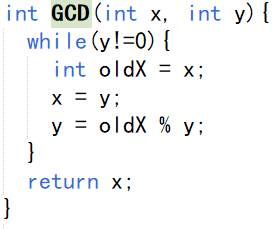 int GCD(int x, int y){
while(y!=0){
int oldX = x;
x = y;
y = oldX % y;
}
return x;
}